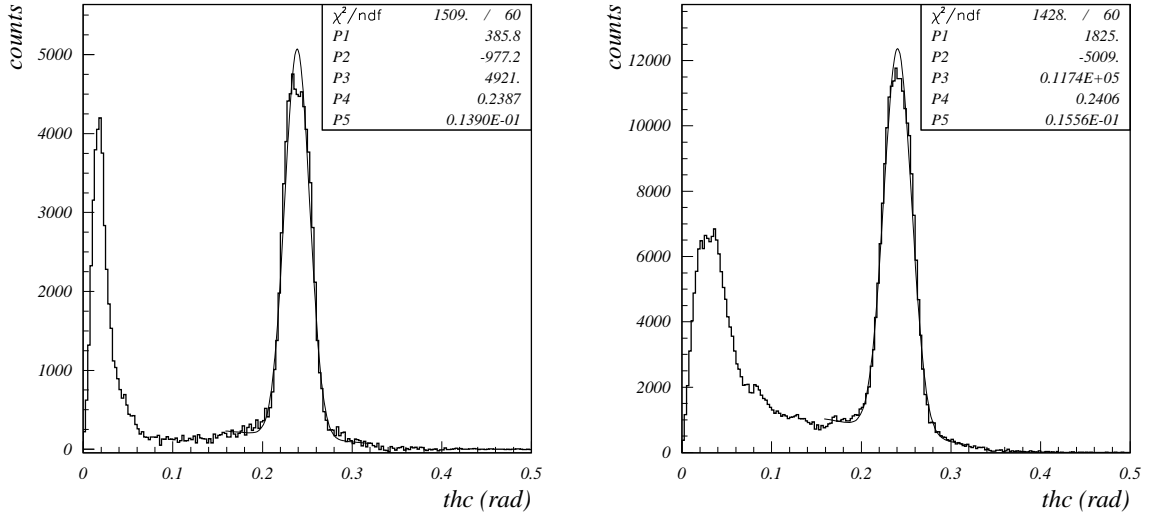 χ²/ndf 1509. / 60
P1 385.8
P2 -977.2
P3 4921.
P4 0.2387
P5 0.1390E-01
counts
5000
4000
3000
2000
1000
0
0 0.1 0.2 0.3 0.4 0.5
thc (rad)
χ²/ndf 1428. / 60
P1 1825.
P2 -5009.
P3 0.1174E+05
P4 0.2406
P5 0.1556E-01
counts
12000
10000
8000
6000
4000
2000
0
0 0.1 0.2 0.3 0.4 0.5
thc (rad)